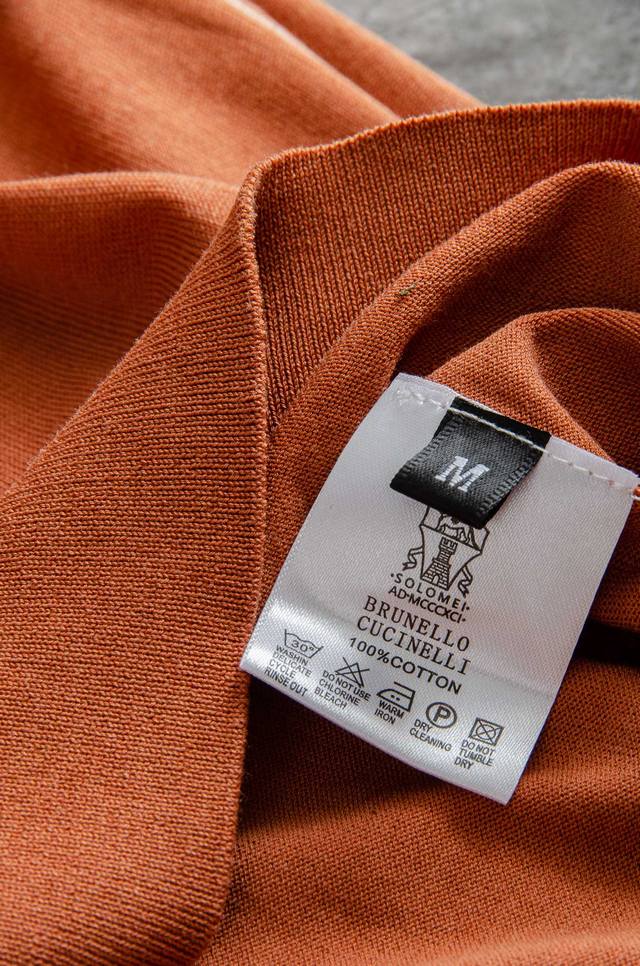 M
·SOLOMEI·
AD·MCCCXCI·
BRUNELLO
CUCINELLI
100%COTTON
30°
WASHIN
DELICATE
CYCLE
RINSE OUT
DO NOT USE
CHLORINE
BLEACH
WARM
IRON
P
DRY
CLEANING
DO NOT
TUMBLE
DRY